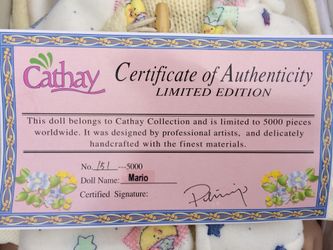 Cathay
Certificate of Authenticity
LIMITED EDITION
This doll belongs to Cathay Collection and is limited to 5000 pieces
worldwide. It was designed by professional artists, and delicately
handcrafted with the finest materials.
No. 151 ---5000
Doll Name: Mario
Certified Signature: